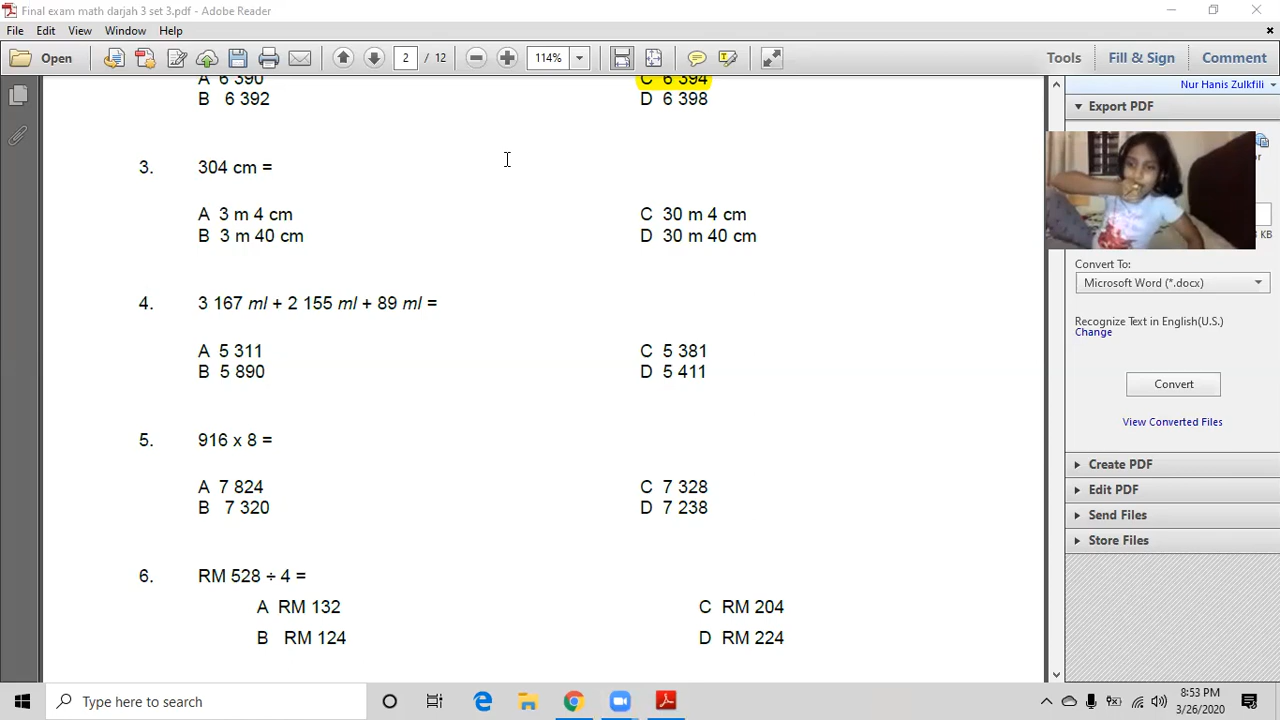 Final exam math darjah 3 set 3.pdf - Adobe Reader
File Edit View Window Help
Open 2 / 12 114% Tools Fill & Sign Comment
Nur Hanis Zulkfili
A 6 390 C 6 394
B 6 392 D 6 398
3. 304 cm =
A 3 m 4 cm C 30 m 4 cm
B 3 m 40 cm D 30 m 40 cm
4. 3 167 ml + 2 155 ml + 89 ml =
A 5 311 C 5 381
B 5 890 D 5 411
5. 916 x 8 =
A 7 824 C 7 328
B 7 320 D 7 238
6. RM 528 ÷ 4 =
A RM 132 C RM 204
B RM 124 D RM 224
Export PDF
KB
Convert To:
Microsoft Word (*.docx)
Recognize Text in English(U.S.)
Change
Convert
View Converted Files
Create PDF
Edit PDF
Send Files
Store Files
Type here to search
8:53 PM
3/26/2020